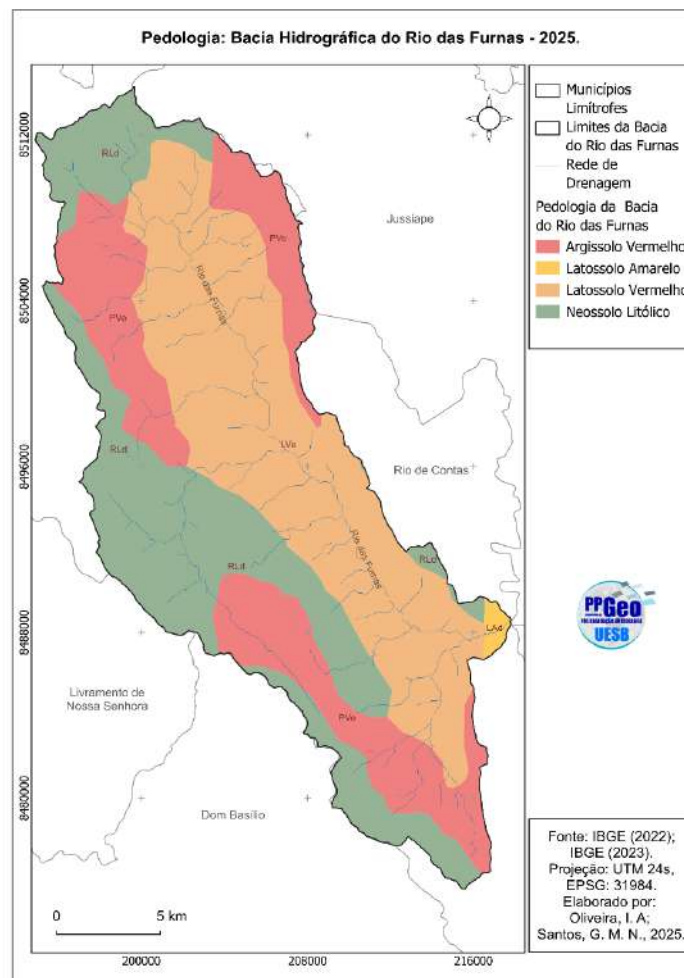 Pedologia: Bacia Hidrográfica do Rio das Furnas - 2025.
Municípios
Limítrofes
Limites da Bacia
do Rio das Furnas
Rede de
Drenagem
Pedologia da Bacia
do Rio das Furnas
Argissolo Vermelho
Latossolo Amarelo
Latossolo Vermelho
Neossolo Litólico
8512000
8504000
8496000
8488000
8480000
RLd
PVe
Jussiape
Rio das Furnas
PVe
RLd
LVe
Rio de Contas
Rio das Furnas
RLd
RLd
LAd
Livramento de
Nossa Senhora
PVe
Dom Basílio
0
5 km
200000
208000
216000
PPGeo
UESB
Fonte: IBGE (2022);
IBGE (2023).
Projeção: UTM 24s,
EPSG: 31984.
Elaborado por:
Oliveira, I. A;
Santos, G. M. N., 2025.